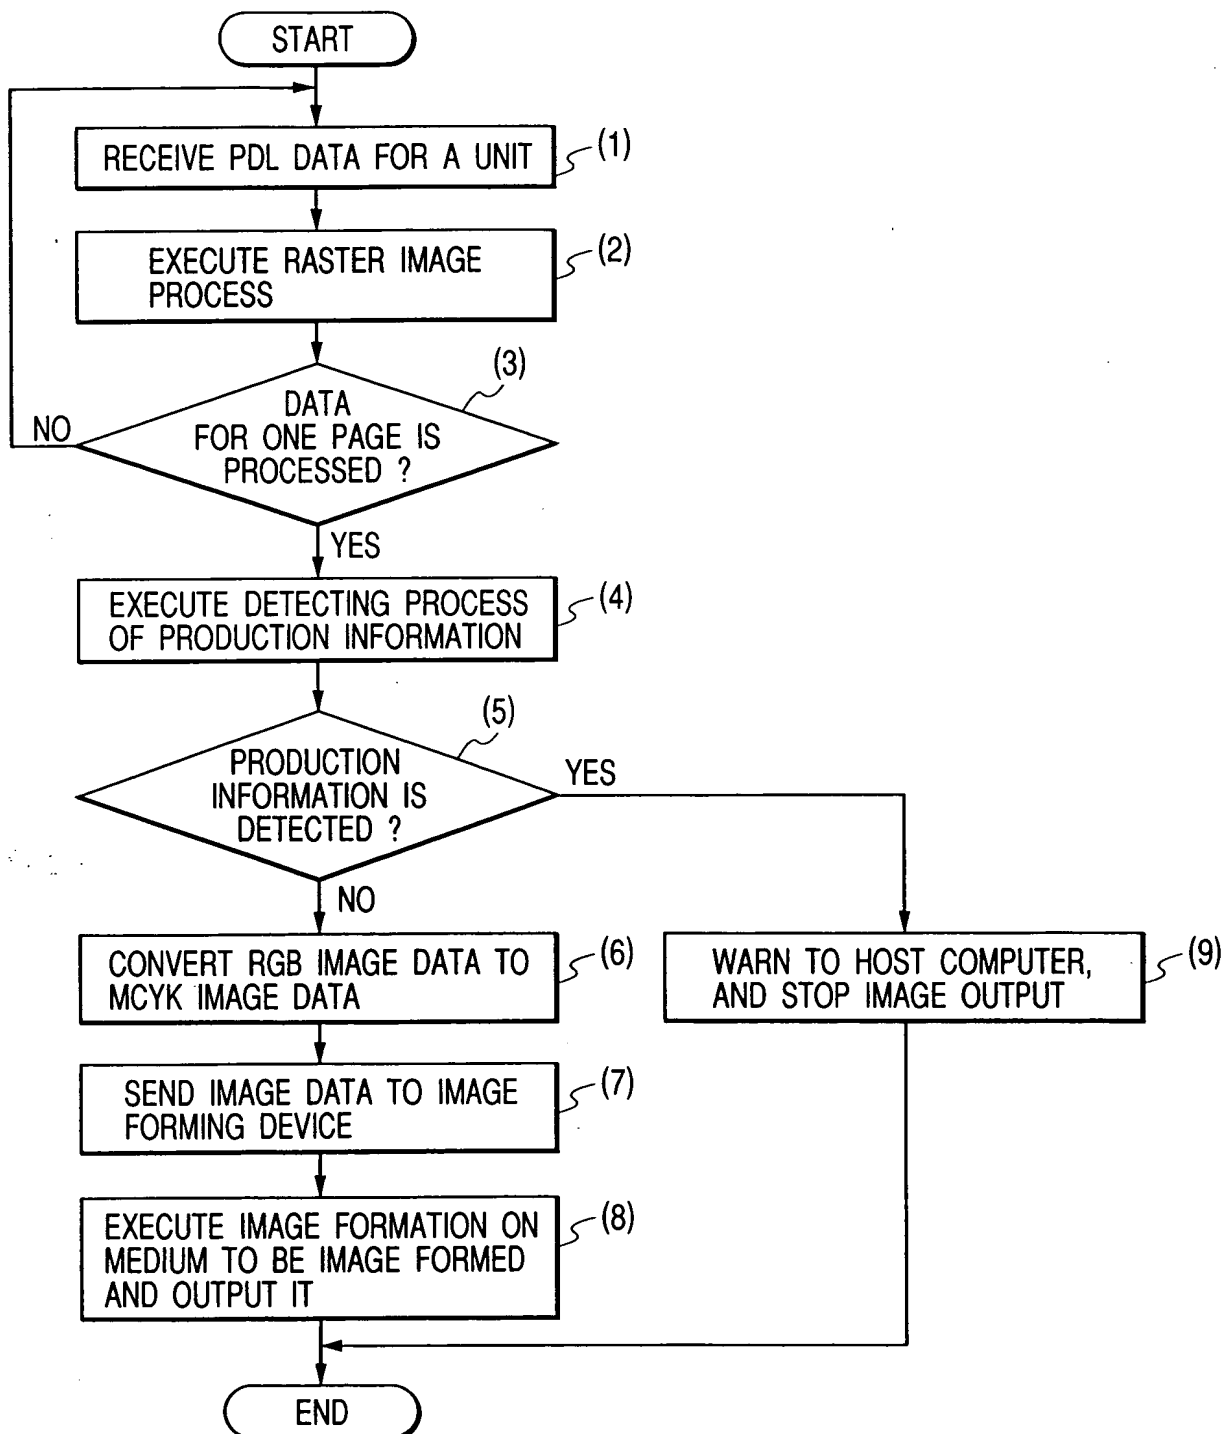 START
RECEIVE PDL DATA FOR A UNIT
(1)
EXECUTE RASTER IMAGE
PROCESS
(2)
(3)
DATA
FOR ONE PAGE IS
PROCESSED ?
NO
YES
EXECUTE DETECTING PROCESS
OF PRODUCTION INFORMATION
(4)
(5)
PRODUCTION
INFORMATION IS
DETECTED ?
YES
NO
CONVERT RGB IMAGE DATA TO
MCYK IMAGE DATA
(6)
WARN TO HOST COMPUTER,
AND STOP IMAGE OUTPUT
(9)
SEND IMAGE DATA TO IMAGE
FORMING DEVICE
(7)
EXECUTE IMAGE FORMATION ON
MEDIUM TO BE IMAGE FORMED
AND OUTPUT IT
(8)
END